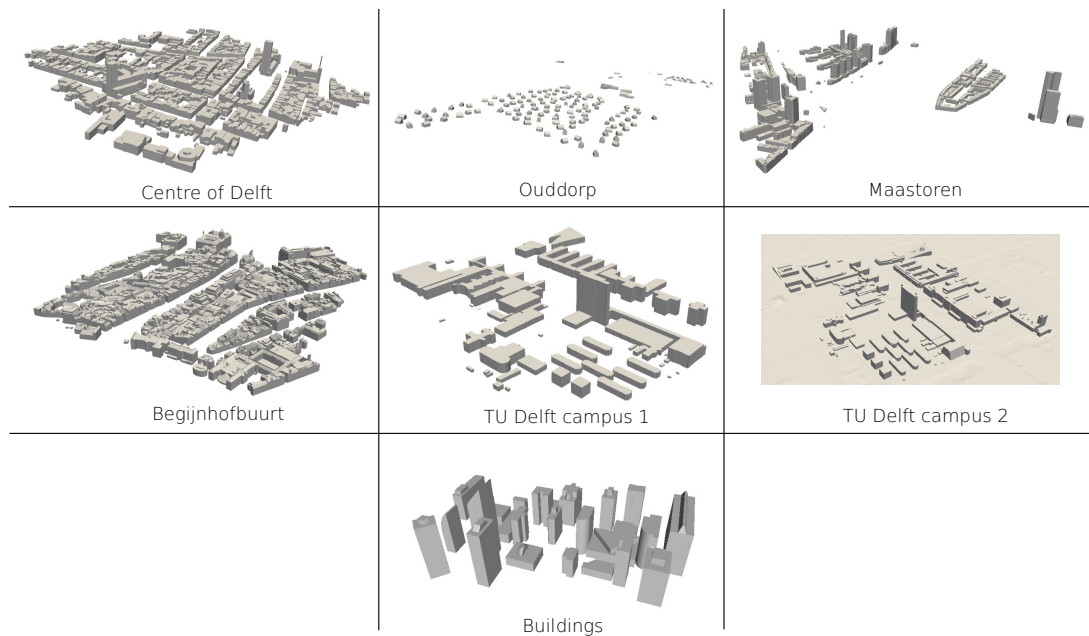 Centre of Delft
Ouddorp
Maastoren
Begijnhofbuurt
TU Delft campus 1
TU Delft campus 2
Buildings